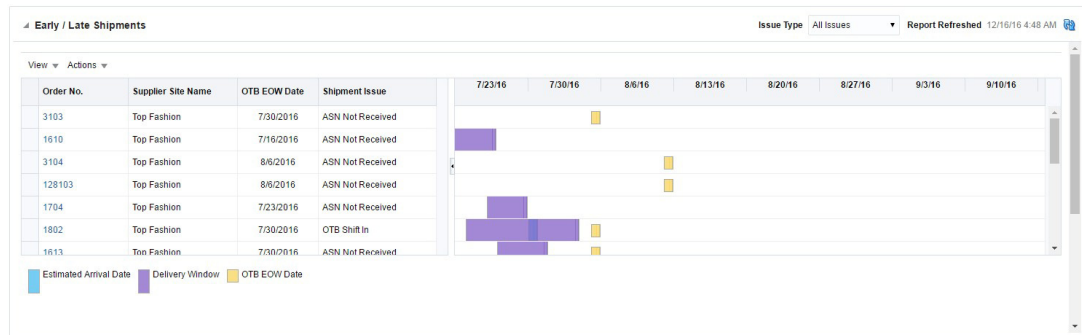 Early / Late Shipments
Issue Type All Issues Report Refreshed 12/16/16 4:48 AM
View Actions
Order No. Supplier Site Name OTB EOW Date Shipment Issue 7/23/16 7/30/16 8/6/16 8/13/16 8/20/16 8/27/16 9/3/16 9/10/16
3103 Top Fashion 7/30/2016 ASN Not Received
1610 Top Fashion 7/16/2016 ASN Not Received
3104 Top Fashion 8/6/2016 ASN Not Received
128103 Top Fashion 8/6/2016 ASN Not Received
1704 Top Fashion 7/23/2016 ASN Not Received
1802 Top Fashion 7/30/2016 OTB Shift In
1613 Top Fashion 7/30/2016 ASN Not Received
Estimated Arrival Date Delivery Window OTB EOW Date